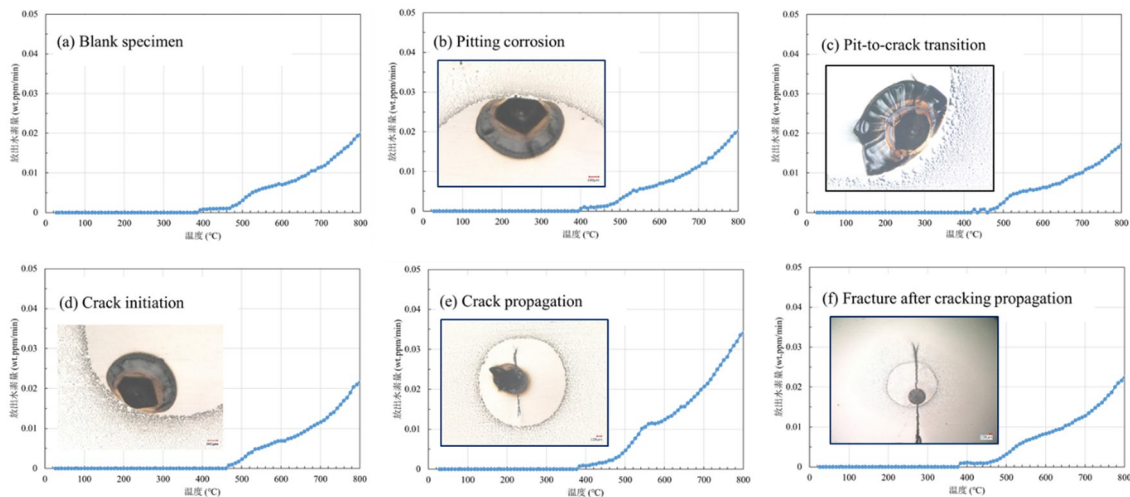 (a) Blank specimen
放出水素量 (wt.ppm/min)
0.05
0.04
0.03
0.02
0.01
0
0 100 200 300 400 500 600 700 800
温度 (°C)
(b) Pitting corrosion
放出水素量 (wt.ppm/min)
0.05
0.04
0.03
0.02
0.01
0
0 100 200 300 400 500 600 700 800
温度 (°C)
(c) Pit-to-crack transition
放出水素量 (wt.ppm/min)
0.05
0.04
0.03
0.02
0.01
0
0 100 200 300 400 500 600 700 800
温度 (°C)
(d) Crack initiation
放出水素量 (wt.ppm/min)
0.05
0.04
0.03
0.02
0.01
0
0 100 200 300 400 500 600 700 800
温度 (°C)
(e) Crack propagation
放出水素量 (wt.ppm/min)
0.05
0.04
0.03
0.02
0.01
0
0 100 200 300 400 500 600 700 800
温度 (°C)
(f) Fracture after cracking propagation
放出水素量 (wt.ppm/min)
0.05
0.04
0.03
0.02
0.01
0
0 100 200 300 400 500 600 700 800
温度 (°C)